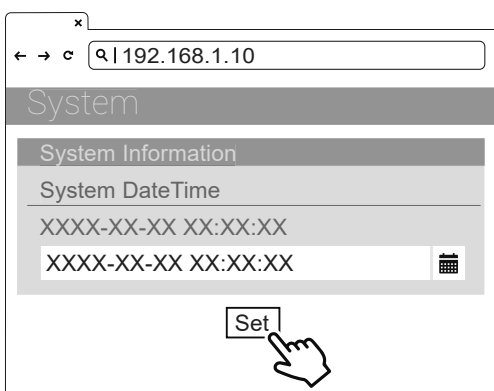 192.168.1.10
System
System Information
System DateTime
XXXX-XX-XX XX:XX:XX
XXXX-XX-XX XX:XX:XX
Set